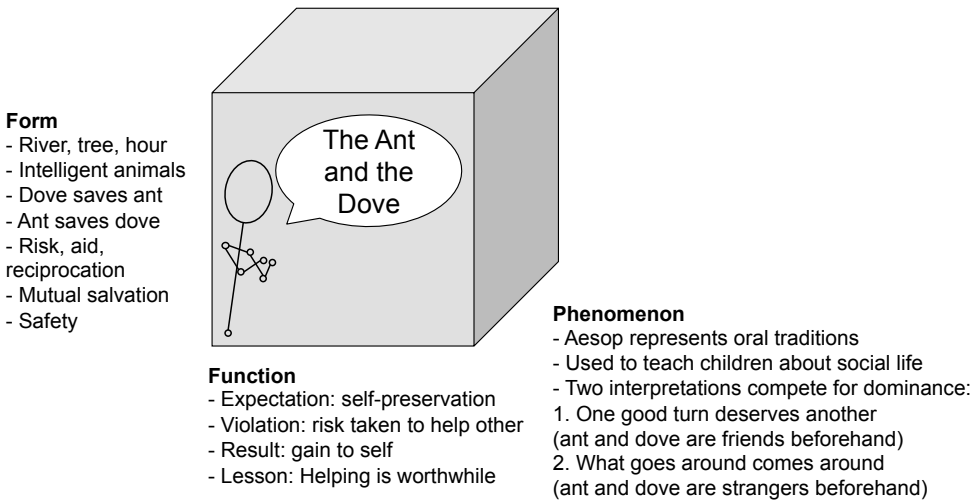 Form
- River, tree, hour
- Intelligent animals
- Dove saves ant
- Ant saves dove
- Risk, aid,
reciprocation
- Mutual salvation
- Safety
The Ant
and the
Dove
Function
- Expectation: self-preservation
- Violation: risk taken to help other
- Result: gain to self
- Lesson: Helping is worthwhile
Phenomenon
- Aesop represents oral traditions
- Used to teach children about social life
- Two interpretations compete for dominance:
1. One good turn deserves another
(ant and dove are friends beforehand)
2. What goes around comes around
(ant and dove are strangers beforehand)